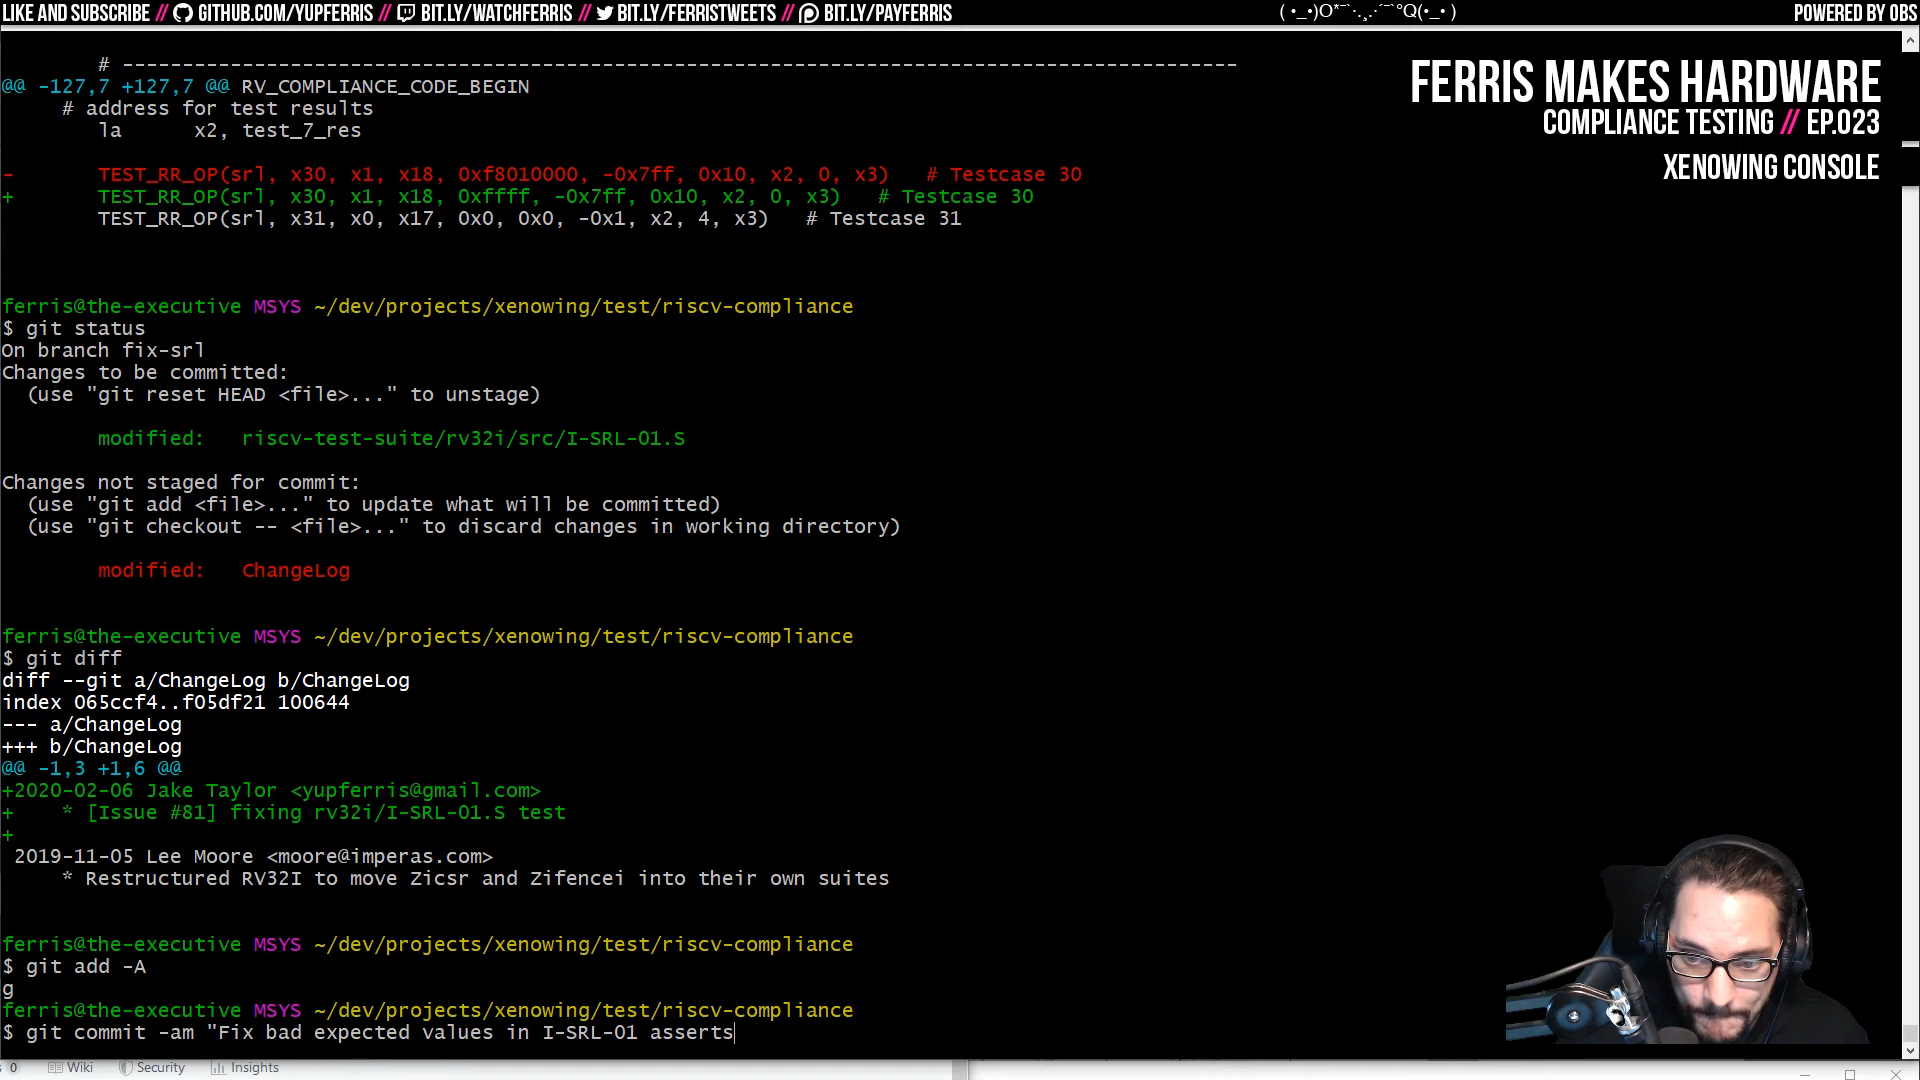 LIKE AND SUBSCRIBE // GITHUB.COM/YUPFERRIS // BIT.LY/WATCHFERRIS // BIT.LY/FERRISTWEETS // BIT.LY/PAYFERRIS
POWERED BY OBS
FERRIS MAKES HARDWARE
COMPLIANCE TESTING // EP.023
XENOWING CONSOLE
# ---------------------------------------------------------------------------------------------
@@ -127,7 +127,7 @@ RV_COMPLIANCE_CODE_BEGIN
# address for test results
la x2, test_7_res
- TEST_RR_OP(srl, x30, x1, x18, 0xf8010000, -0x7ff, 0x10, x2, 0, x3) # Testcase 30
+ TEST_RR_OP(srl, x30, x1, x18, 0xffff, -0x7ff, 0x10, x2, 0, x3) # Testcase 30
TEST_RR_OP(srl, x31, x0, x17, 0x0, 0x0, -0x1, x2, 4, x3) # Testcase 31
ferris@the-executive MSYS ~/dev/projects/xenowing/test/riscv-compliance
$ git status
On branch fix-srl
Changes to be committed:
(use "git reset HEAD <file>..." to unstage)
modified: riscv-test-suite/rv32i/src/I-SRL-01.S
Changes not staged for commit:
(use "git add <file>..." to update what will be committed)
(use "git checkout -- <file>..." to discard changes in working directory)
modified: ChangeLog
ferris@the-executive MSYS ~/dev/projects/xenowing/test/riscv-compliance
$ git diff
diff --git a/ChangeLog b/ChangeLog
index 065ccf4..f05df21 100644
--- a/ChangeLog
+++ b/ChangeLog
@@ -1,3 +1,6 @@
+2020-02-06 Jake Taylor <yupferris@gmail.com>
+ * [Issue #81] fixing rv32i/I-SRL-01.S test
+
2019-11-05 Lee Moore <moore@imperas.com>
* Restructured RV32I to move Zicsr and Zifencei into their own suites
ferris@the-executive MSYS ~/dev/projects/xenowing/test/riscv-compliance
$ git add -A
g
ferris@the-executive MSYS ~/dev/projects/xenowing/test/riscv-compliance
$ git commit -am "Fix bad expected values in I-SRL-01 asserts
0 Wiki Security Insights